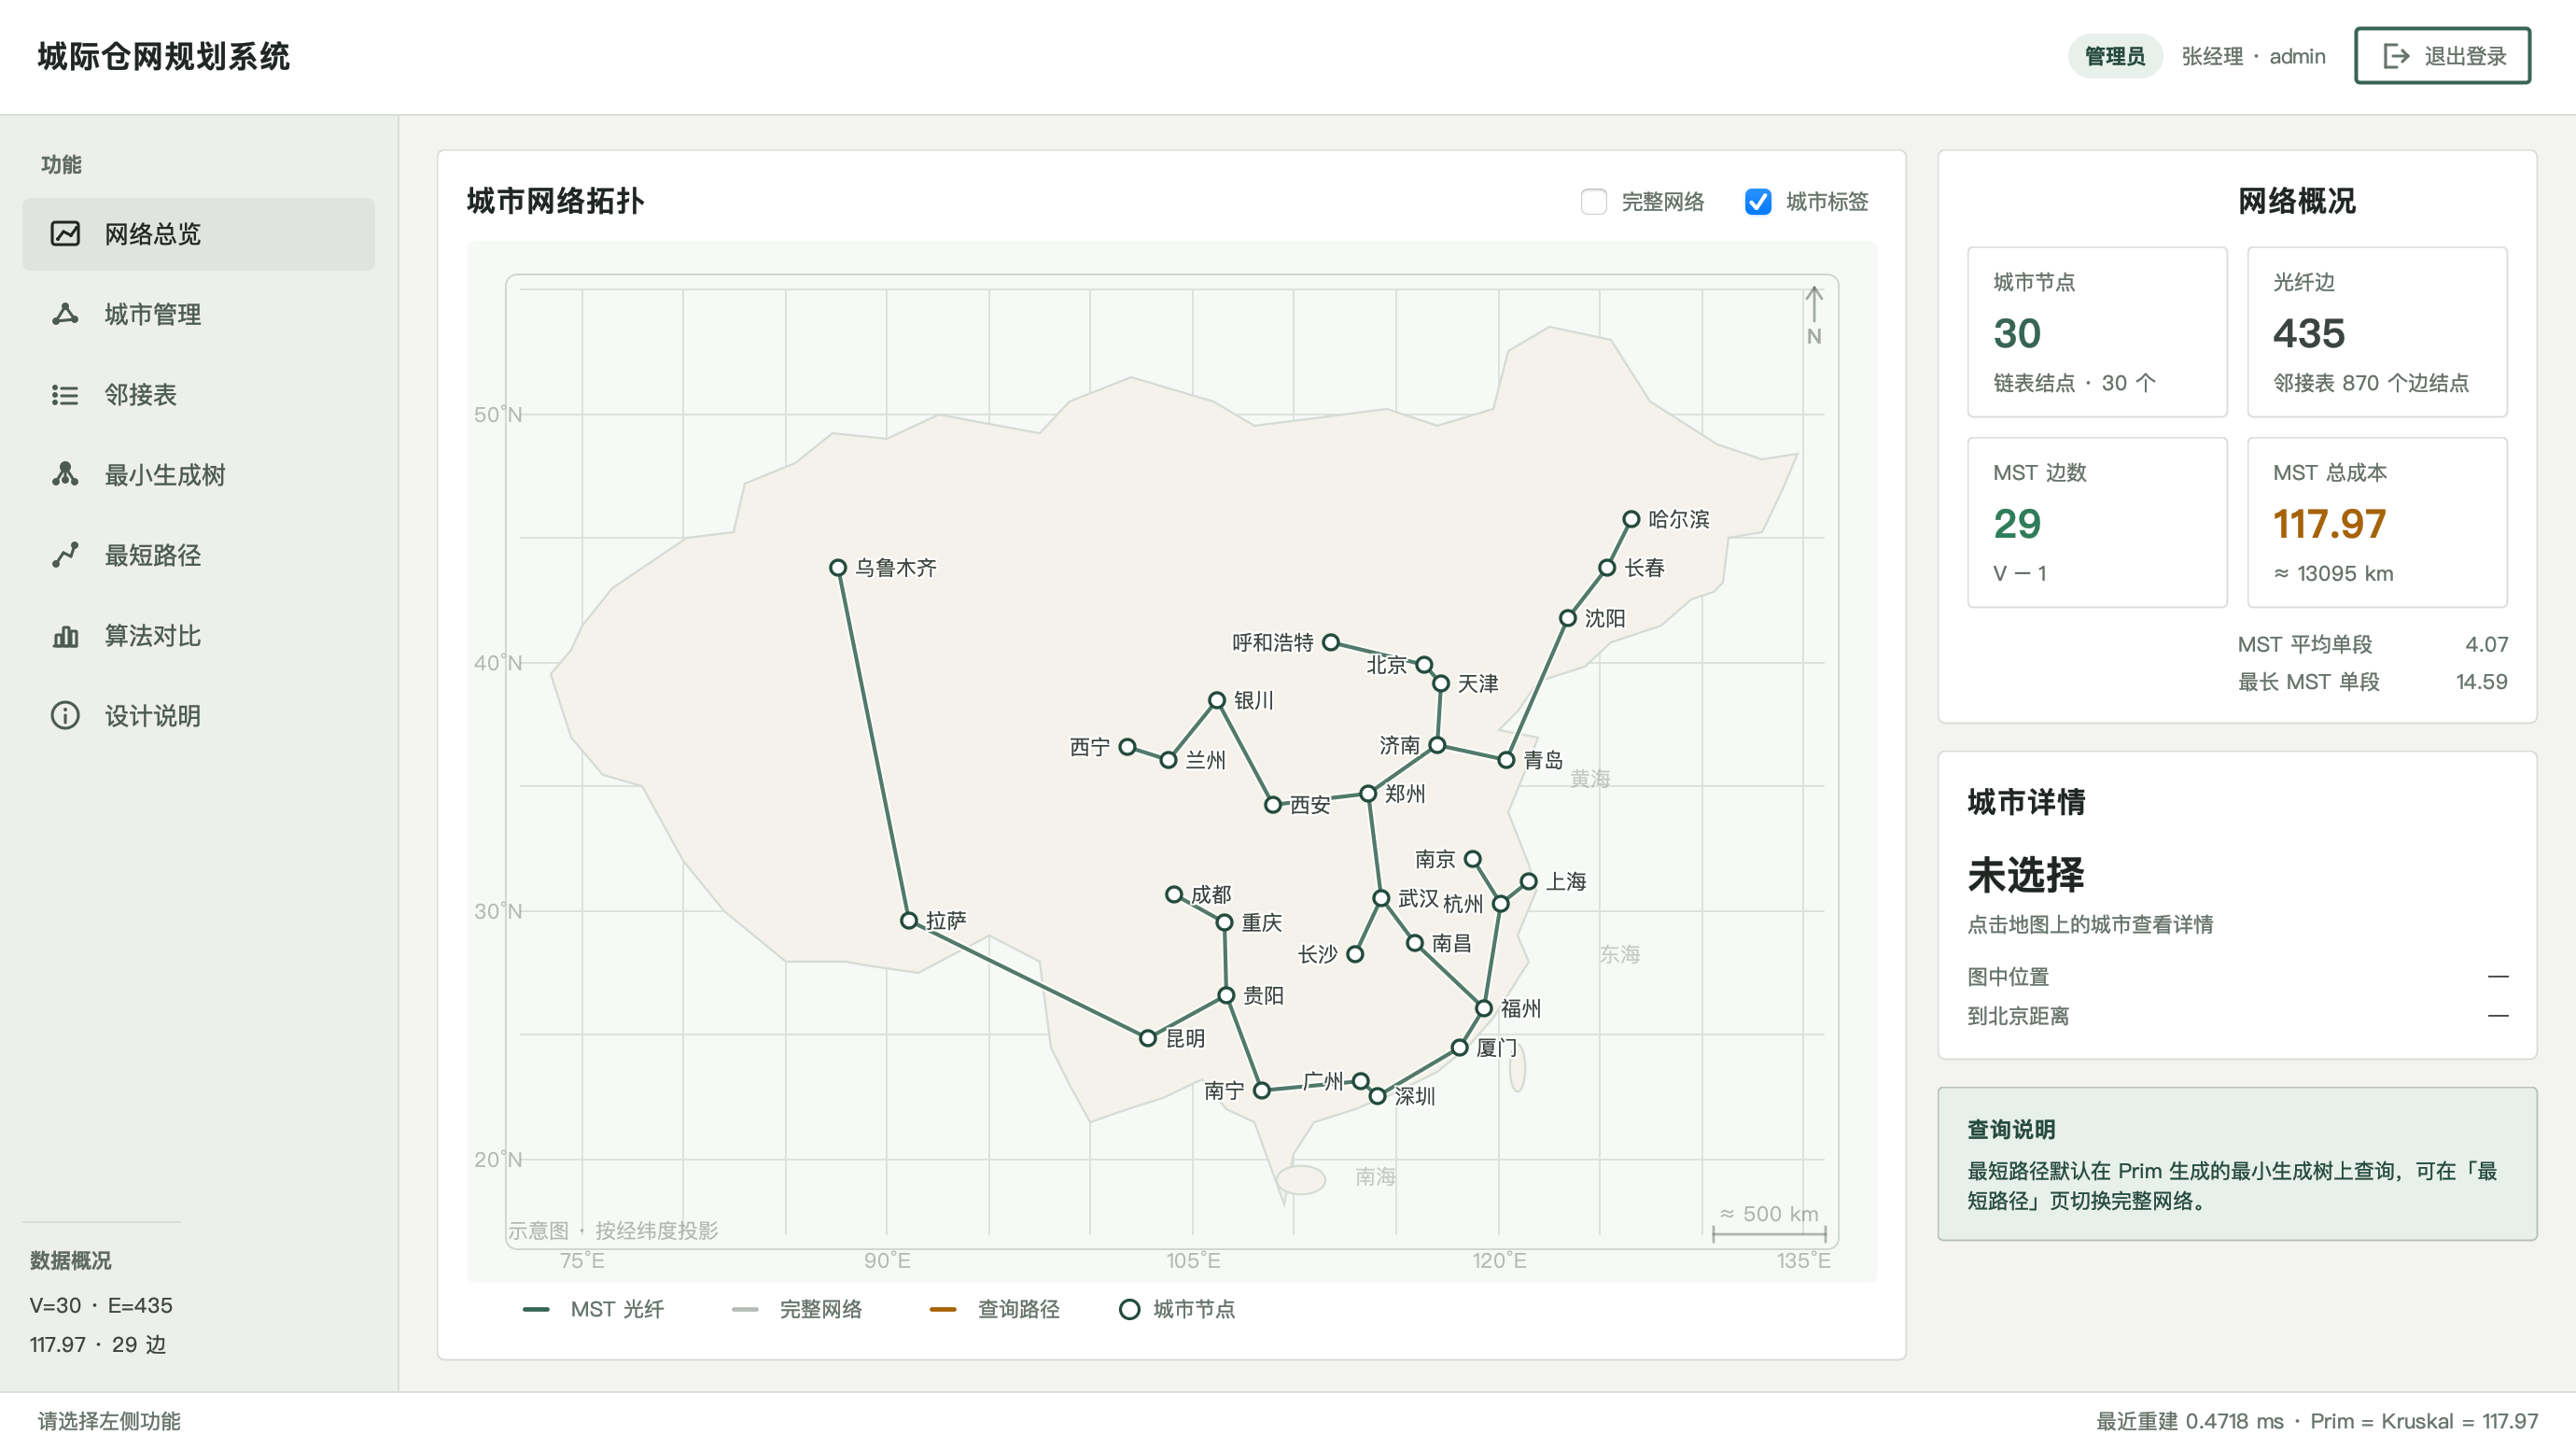 城际仓网规划系统
管理员 张经理 · admin 退出登录
功能
网络总览
城市管理
邻接表
最小生成树
最短路径
算法对比
设计说明
数据概况
V=30 · E=435
117.97 · 29 边
城市网络拓扑
完整网络 城市标签
N
50°N
40°N
30°N
20°N
哈尔滨
乌鲁木齐
长春
沈阳
呼和浩特
北京
天津
银川
西宁
兰州
济南
青岛
黄海
西安
郑州
南京
上海
成都
武汉
杭州
拉萨
重庆
南昌
长沙
东海
贵阳
福州
昆明
厦门
南宁
广州
深圳
南海
≈ 500 km
示意图 · 按经纬度投影
75°E 90°E 105°E 120°E 135°E
MST 光纤 完整网络 查询路径 城市节点
网络概况
城市节点
30
链表结点 · 30 个
光纤边
435
邻接表 870 个边结点
MST 边数
29
V — 1
MST 总成本
117.97
≈ 13095 km
MST 平均单段 4.07
最长 MST 单段 14.59
城市详情
未选择
点击地图上的城市查看详情
图中位置 —
到北京距离 —
查询说明
最短路径默认在 Prim 生成的最小生成树上查询，可在「最
短路径」页切换完整网络。
请选择左侧功能
最近重建 0.4718 ms · Prim = Kruskal = 117.97